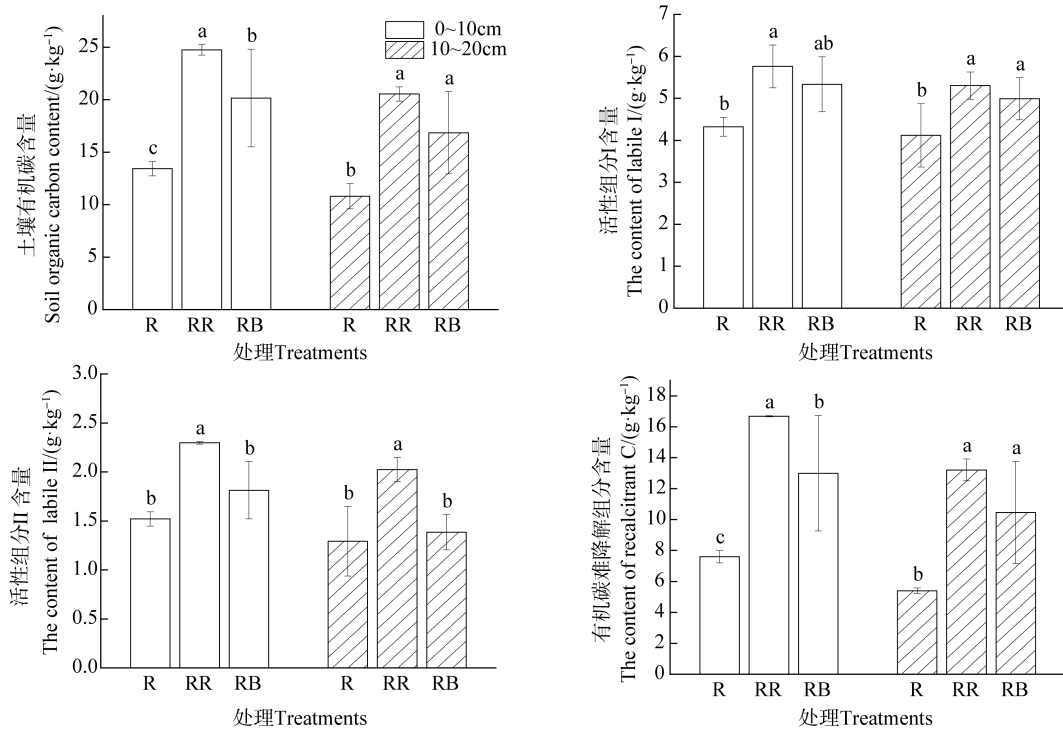 土壤有机碳含量
Soil organic carbon content/(g·kg⁻¹)
25
20
15
10
5
0
0~10cm
10~20cm
c
a
b
b
a
a
R RR RB R RR RB
处理Treatments
活性组分I含量
The content of labile I/(g·kg⁻¹)
7
6
5
4
3
2
1
0
b
a
ab
b
a
a
R RR RB R RR RB
处理Treatments
活性组分II 含量
The content of labile II/(g·kg⁻¹)
3.0
2.5
2.0
1.5
1.0
0.5
0.0
b
a
b
b
a
b
R RR RB R RR RB
处理Treatments
有机碳难降解组分含量
The content of recalcitrant C/(g·kg⁻¹)
18
16
14
12
10
8
6
4
2
0
c
a
b
b
a
a
R RR RB R RR RB
处理Treatments